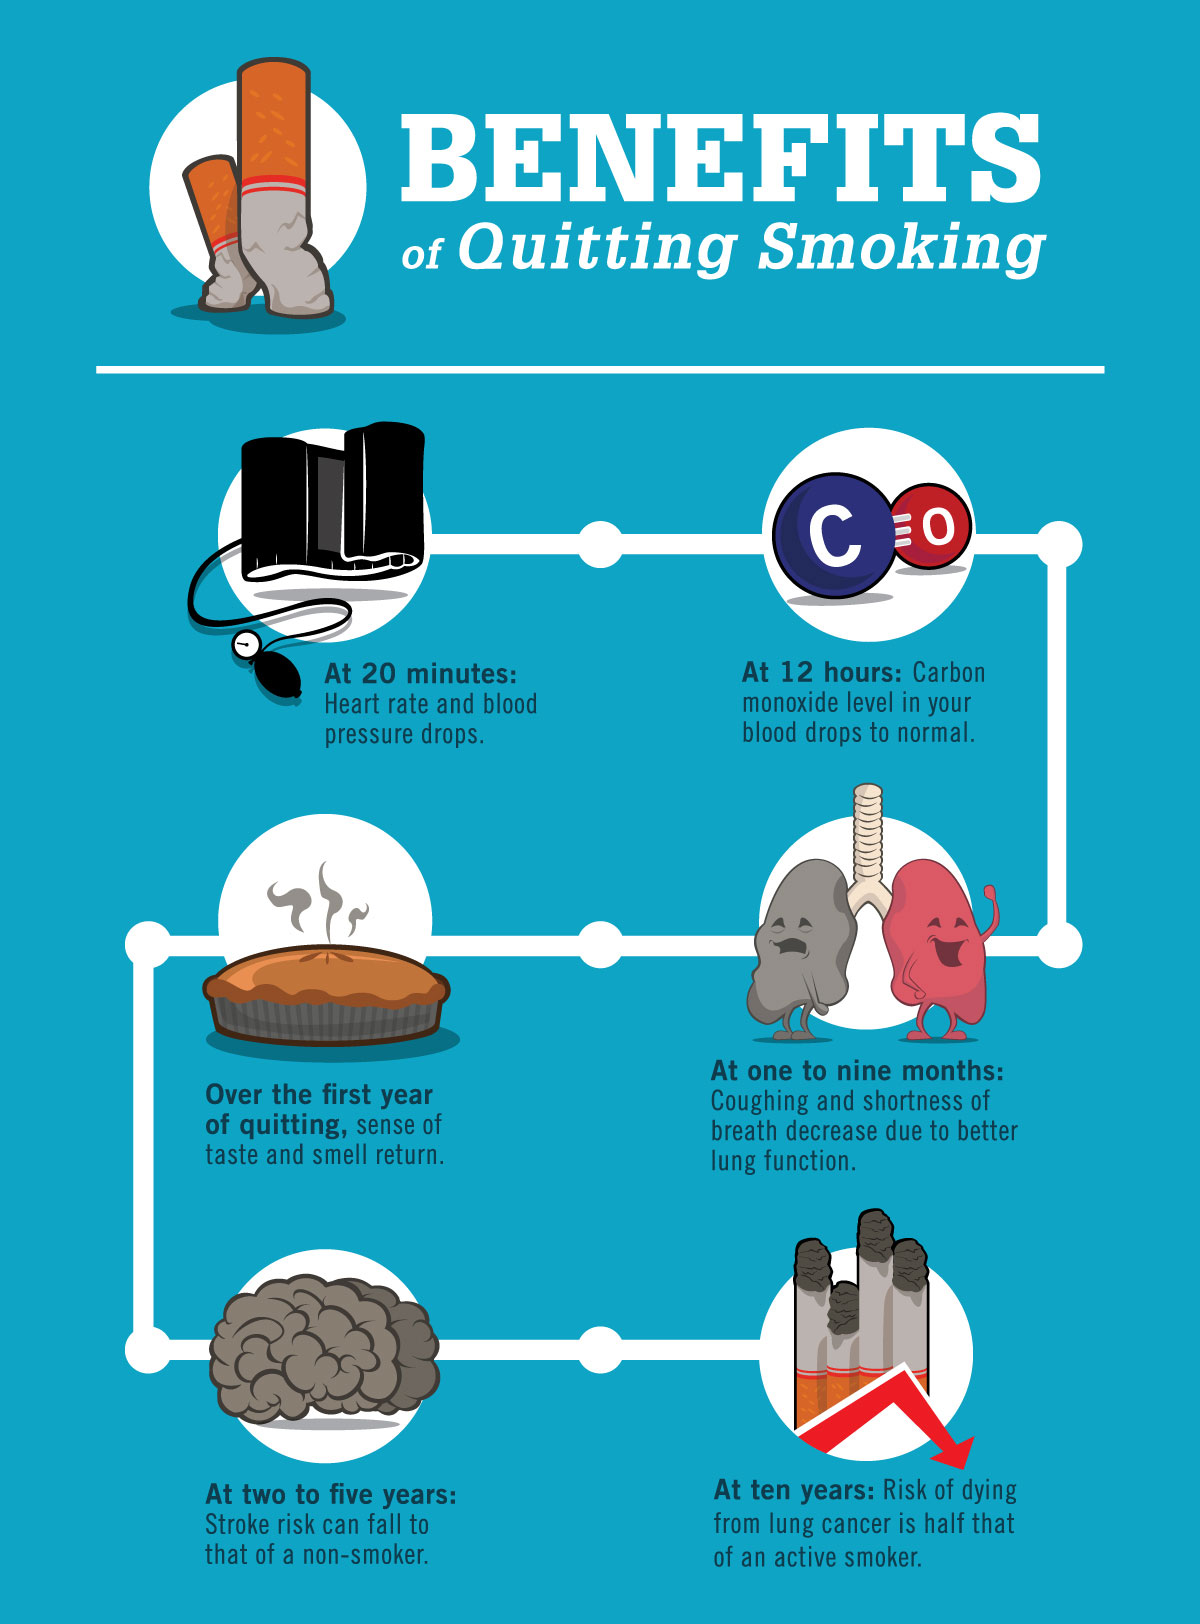 BENEFITS
of Quitting Smoking
C O
At 20 minutes:
Heart rate and blood
pressure drops.
At 12 hours: Carbon
monoxide level in your
blood drops to normal.
At one to nine months:
Coughing and shortness of
breath decrease due to better
lung function.
Over the first year
of quitting, sense of
taste and smell return.
At two to five years:
Stroke risk can fall to
that of a non-smoker.
At ten years: Risk of dying
from lung cancer is half that
of an active smoker.